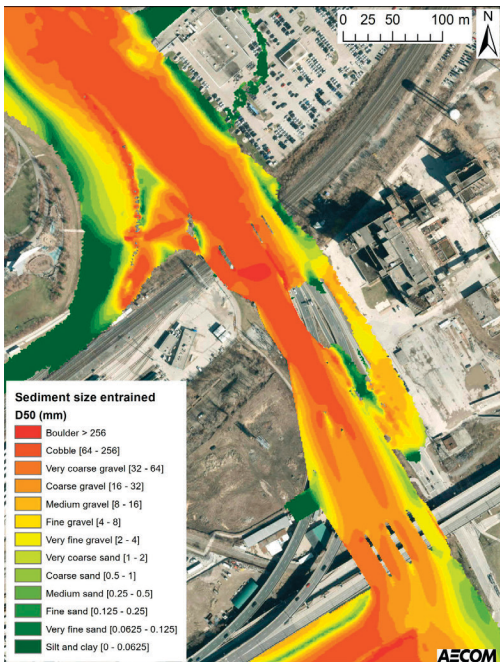 0 25 50 100 m
N
Sediment size entrained
D50 (mm)
Boulder > 256
Cobble [64 - 256]
Very coarse gravel [32 - 64]
Coarse gravel [16 - 32]
Medium gravel [8 - 16]
Fine gravel [4 - 8]
Very fine gravel [2 - 4]
Very coarse sand [1 - 2]
Coarse sand [0.5 - 1]
Medium sand [0.25 - 0.5]
Fine sand [0.125 - 0.25]
Very fine sand [0.0625 - 0.125]
Silt and clay [0 - 0.0625]
AECOM